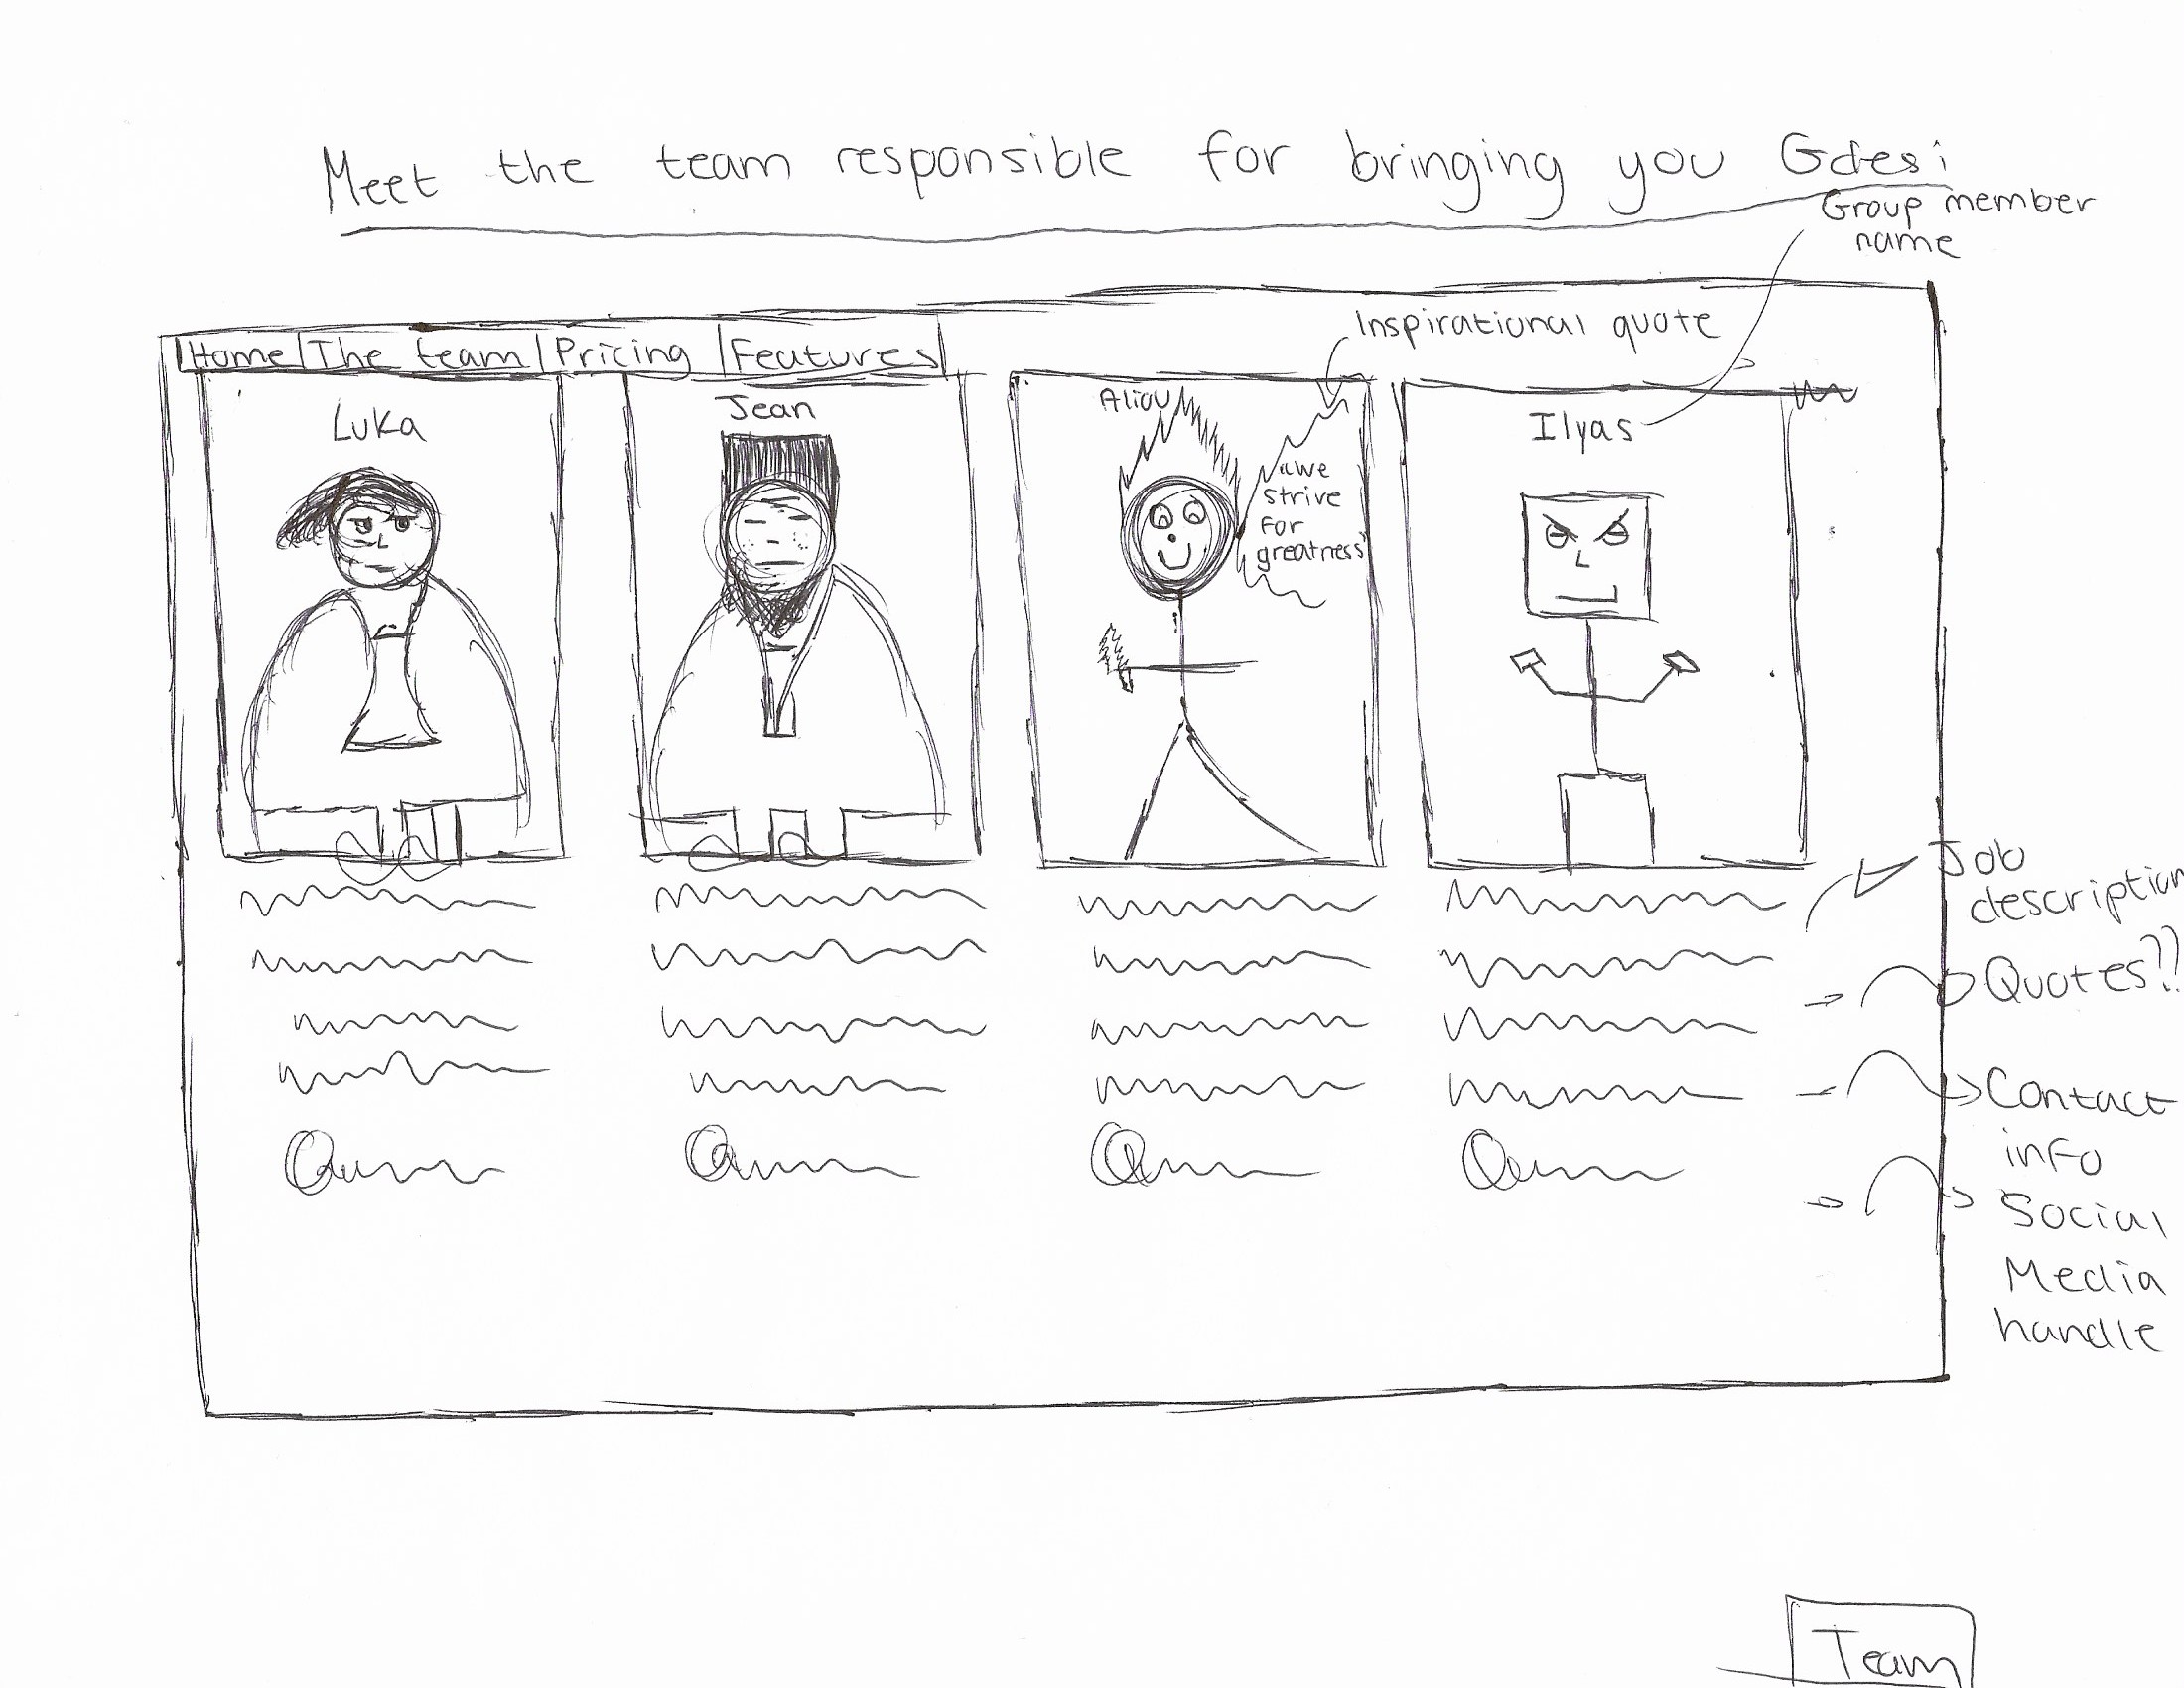 Meet the team responsible for bringing you Gdesi
Group member
name
Inspirational quote
Home The team Pricing Features
Luka
Jean
Aliou
Ilyas
"we
strive
for
greatness"
Job
description
Quotes??
Contact
info
Social
Media
handle
Team